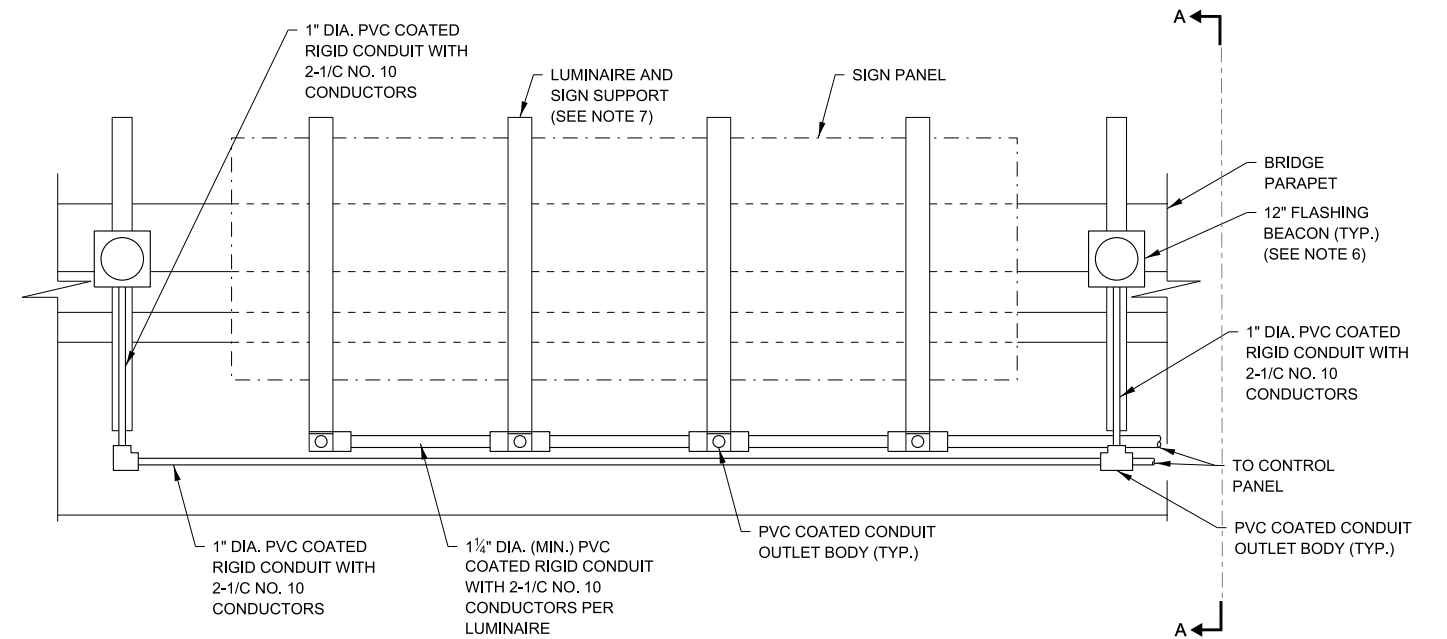 1" DIA. PVC COATED
RIGID CONDUIT WITH
2-1/C NO. 10
CONDUCTORS
LUMINAIRE AND
SIGN SUPPORT
(SEE NOTE 7)
SIGN PANEL
A
BRIDGE
PARAPET
12" FLASHING
BEACON (TYP.)
(SEE NOTE 6)
1" DIA. PVC COATED
RIGID CONDUIT WITH
2-1/C NO. 10
CONDUCTORS
TO CONTROL
PANEL
PVC COATED CONDUIT
OUTLET BODY (TYP.)
1" DIA. PVC COATED
RIGID CONDUIT WITH
2-1/C NO. 10
CONDUCTORS
1¼" DIA. (MIN.) PVC
COATED RIGID CONDUIT
WITH 2-1/C NO. 10
CONDUCTORS PER
LUMINAIRE
PVC COATED CONDUIT
OUTLET BODY (TYP.)
A